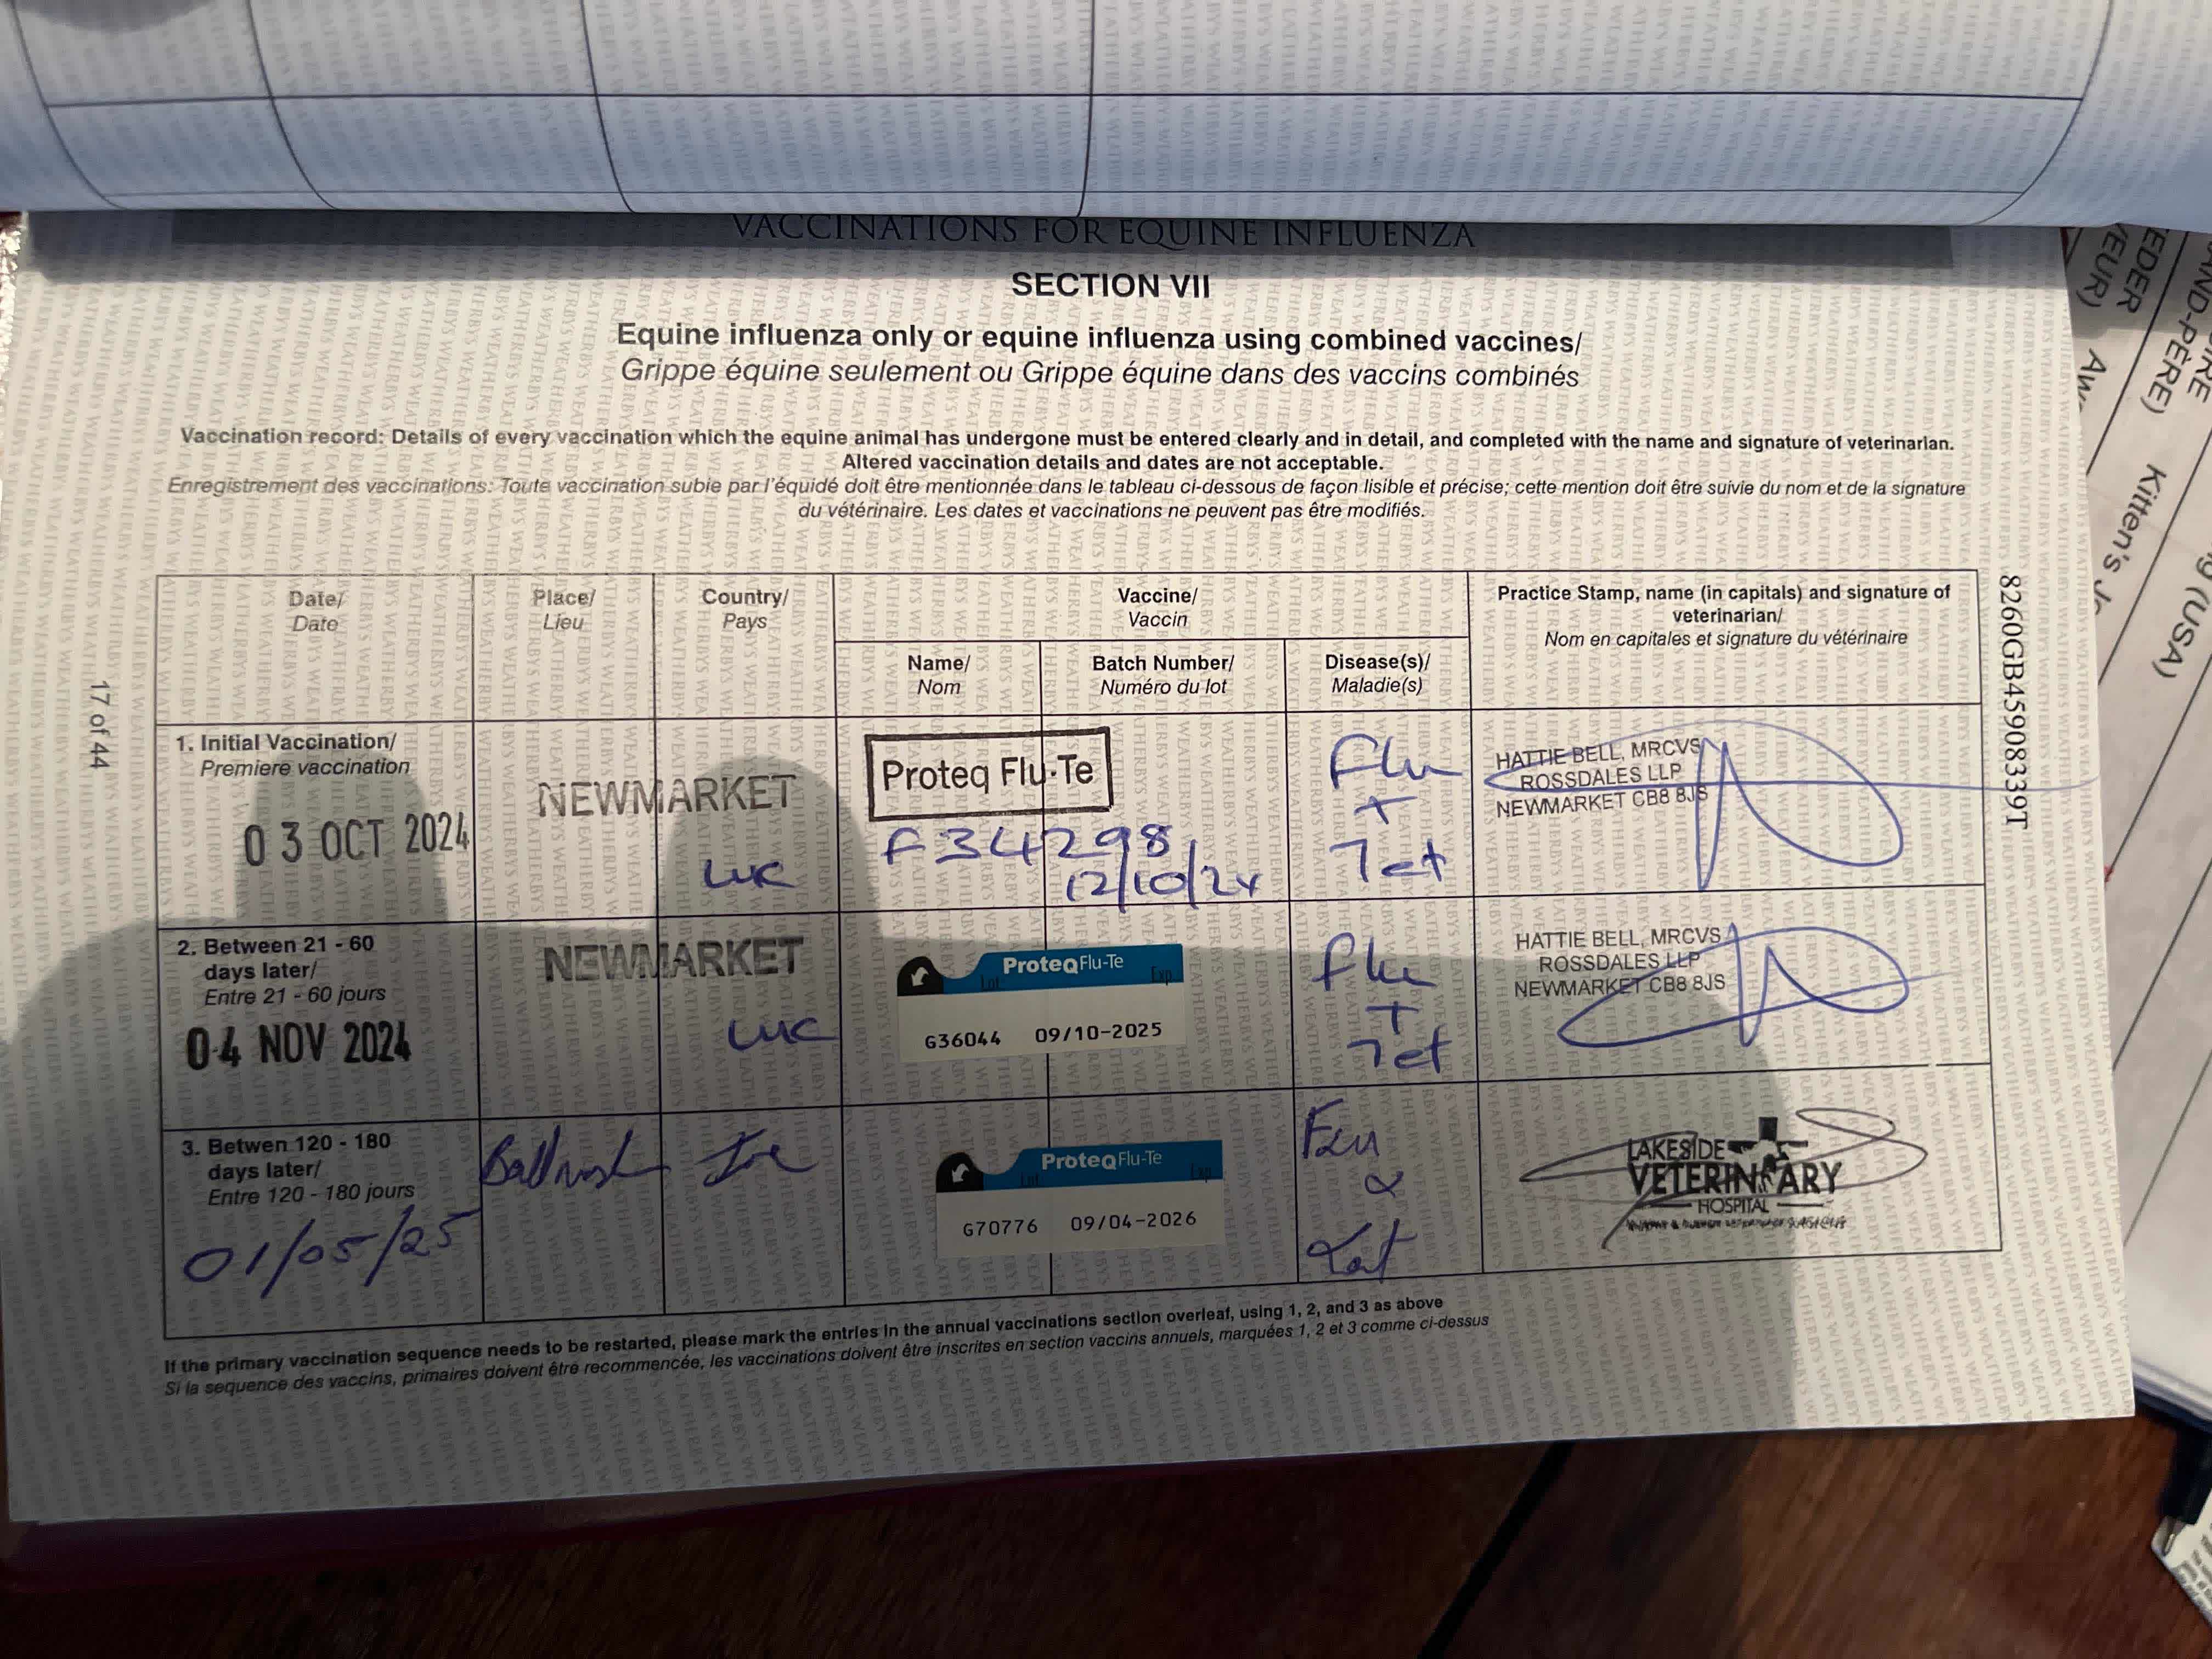 VACCINATIONS FOR EQUINE INFLUENZA
SECTION VII
Equine influenza only or equine influenza using combined vaccines/
Grippe équine seulement ou Grippe équine dans des vaccins combinés
Vaccination record: Details of every vaccination which the equine animal has undergone must be entered clearly and in detail, and completed with the name and signature of veterinarian.
Altered vaccination details and dates are not acceptable.
Enregistrement des vaccinations: Toute vaccination subie par l'équidé doit être mentionnée dans le tableau ci-dessous de façon lisible et précise; cette mention doit être suivie du nom et de la signature
du vétérinaire. Les dates et vaccinations ne peuvent pas être modifiés.
Date/
Date
Place/
Lieu
Country/
Pays
Vaccine/
Vaccin
Name/
Nom
Batch Number/
Numéro du lot
Disease(s)/
Maladie(s)
Practice Stamp, name (in capitals) and signature of
veterinarian/
Nom en capitales et signature du vétérinaire
1. Initial Vaccination/
Premiere vaccination
03 OCT 2024
NEWMARKET
UK
Proteq Flu-Te
F34298
12/10/24
Flu
+
Tet
HATTIE BELL, MRCVS
ROSSDALES LLP
NEWMARKET CB8 8JS
2. Between 21 - 60
days later/
Entre 21 - 60 jours
04 NOV 2024
NEWMARKET
UK
ProteqFlu-Te
Lot Exp
G36044 09/10-2025
Flu
+
Tet
HATTIE BELL, MRCVS
ROSSDALES LLP
NEWMARKET CB8 8JS
3. Betwen 120 - 180
days later/
Entre 120 - 180 jours
01/05/25
Ire
ProteqFlu-Te
Lot Exp
G70776 09/04-2026
Flu
&
Tet
LAKESIDE
VETERINARY
HOSPITAL
If the primary vaccination sequence needs to be restarted, please mark the entries in the annual vaccinations section overleaf, using 1, 2, and 3 as above
Si la sequence des vaccins, primaires doivent être recommencée, les vaccinations doivent être inscrites en section vaccins annuels, marquées 1, 2 et 3 comme ci-dessus
17 of 44
8260GB45908339T
Kitten's
(USA)